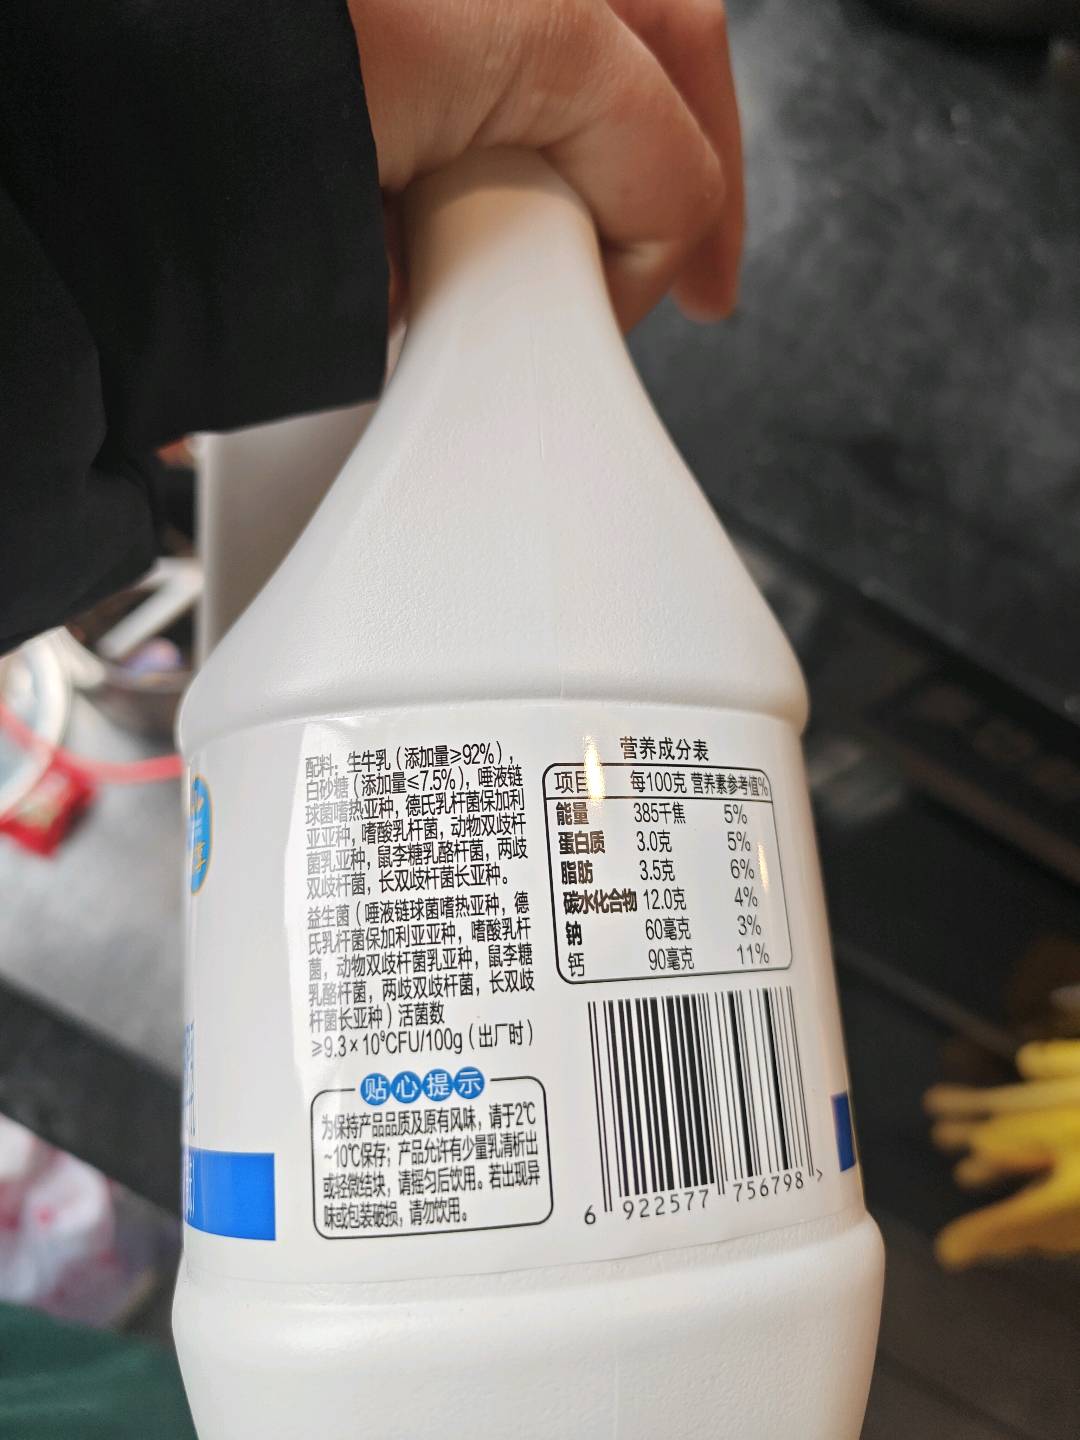 配料：生牛乳（添加量≥92%），
白砂糖（添加量≤7.5%），唾液链
球菌嗜热亚种，德氏乳杆菌保加利
亚亚种，嗜酸乳杆菌，动物双歧杆
菌乳亚种，鼠李糖乳酪杆菌，两歧
双歧杆菌，长双歧杆菌长亚种。
益生菌（唾液链球菌嗜热亚种，德
氏乳杆菌保加利亚亚种，嗜酸乳杆
菌，动物双歧杆菌乳亚种，鼠李糖
乳酪杆菌，两歧双歧杆菌，长双歧
杆菌长亚种）活菌数
≥9.3×10⁹CFU/100g（出厂时）
贴心提示
为保持产品品质及原有风味，请于2℃
~10℃保存；产品允许有少量乳清析出
或轻微结块，请摇匀后饮用。若出现异
味或包装破损，请勿饮用。
营养成分表
项目 每100克 营养素参考值%
能量 385千焦 5%
蛋白质 3.0克 5%
脂肪 3.5克 6%
碳水化合物 12.0克 4%
钠 60毫克 3%
钙 90毫克 11%
6 922577 756798 >